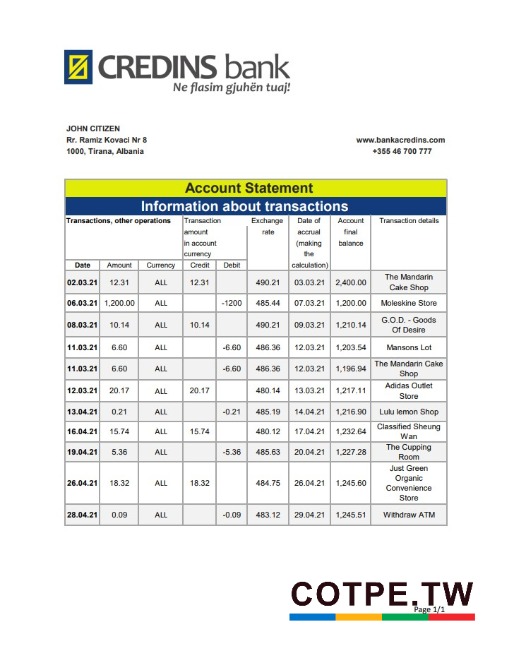 CREDINS bank
Ne flasim gjuhën tuaj!
JOHN CITIZEN
Rr. Ramiz Kovaci Nr 8
1000, Tirana, Albania
www.bankacredins.com
+355 46 700 777
Account Statement
Information about transactions
Transactions, other operations
Transaction amount in account currency
Exchange rate
Date of accrual (making the calculation)
Account final balance
Transaction details
Date Amount Currency Credit Debit
02.03.21 12.31 ALL 12.31 490.21 03.03.21 2,400.00 The Mandarin Cake Shop
06.03.21 1,200.00 ALL -1200 485.44 07.03.21 1,200.00 Moleskine Store
08.03.21 10.14 ALL 10.14 490.21 09.03.21 1,210.14 G.O.D. - Goods Of Desire
11.03.21 6.60 ALL -6.60 486.36 12.03.21 1,203.54 Mansons Lot
11.03.21 6.60 ALL -6.60 486.36 12.03.21 1,196.94 The Mandarin Cake Shop
12.03.21 20.17 ALL 20.17 480.14 13.03.21 1,217.11 Adidas Outlet Store
13.04.21 0.21 ALL -0.21 485.19 14.04.21 1,216.90 Lulu lemon Shop
16.04.21 15.74 ALL 15.74 480.12 17.04.21 1,232.64 Classified Sheung Wan
19.04.21 5.36 ALL -5.36 485.63 20.04.21 1,227.28 The Cupping Room
26.04.21 18.32 ALL 18.32 484.75 26.04.21 1,245.60 Just Green Organic Convenience Store
28.04.21 0.09 ALL -0.09 483.12 29.04.21 1,245.51 Withdraw ATM
COTPE.TW
Page 1/1